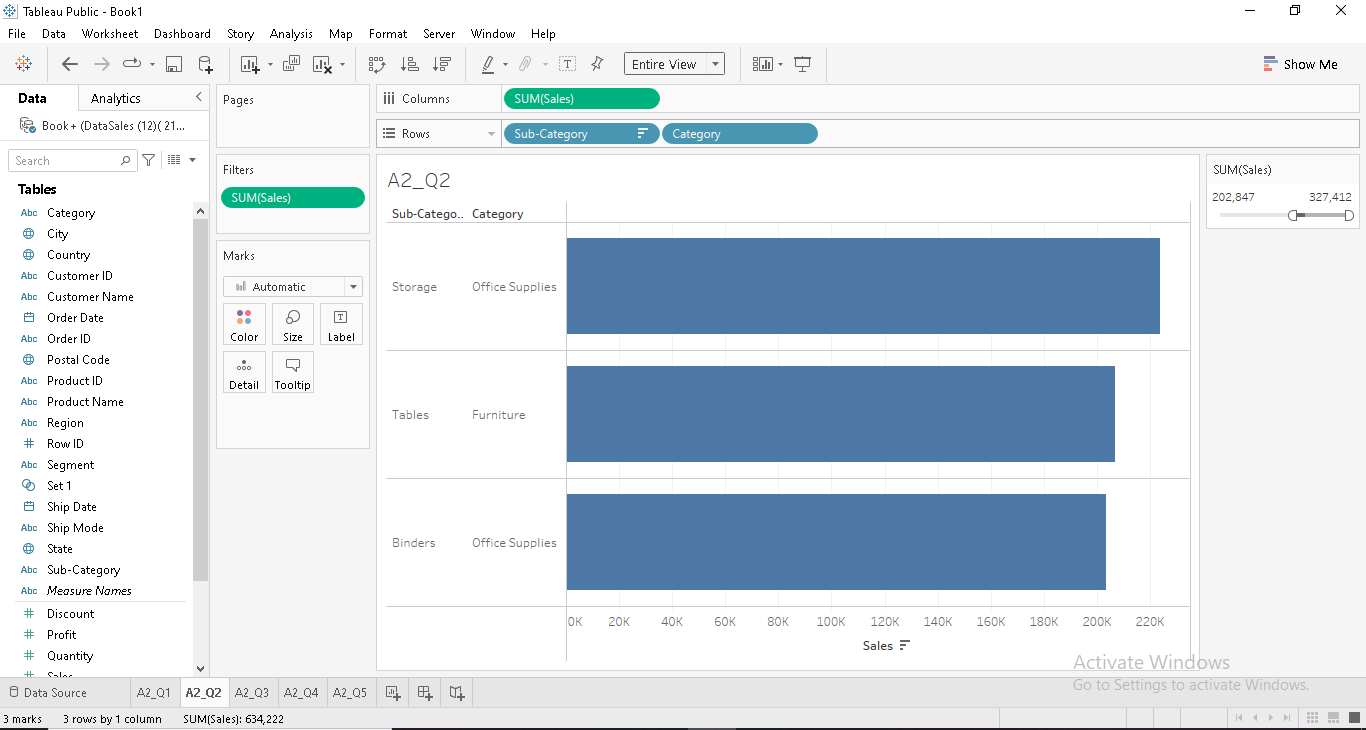 Tableau Public - Book1
File Data Worksheet Dashboard Story Analysis Map Format Server Window Help
Entire View
Show Me
Data Analytics
Book+ (DataSales (12)( 21...
Search
Tables
Abc Category
City
Country
Abc Customer ID
Abc Customer Name
Order Date
Abc Order ID
Postal Code
Abc Product ID
Abc Product Name
Abc Region
# Row ID
Abc Segment
Set 1
Ship Date
Abc Ship Mode
State
Abc Sub-Category
Abc Measure Names
# Discount
# Profit
# Quantity
# Sales
Pages
Filters
SUM(Sales)
Marks
Automatic
Color Size Label
Detail Tooltip
Columns SUM(Sales)
Rows Sub-Category Category
A2_Q2
Sub-Catego.. Category
Storage Office Supplies
Tables Furniture
Binders Office Supplies
0K 20K 40K 60K 80K 100K 120K 140K 160K 180K 200K 220K
Sales
SUM(Sales)
202,847 327,412
Activate Windows
Go to Settings to activate Windows.
Data Source A2_Q1 A2_Q2 A2_Q3 A2_Q4 A2_Q5
3 marks 3 rows by 1 column SUM(Sales): 634,222